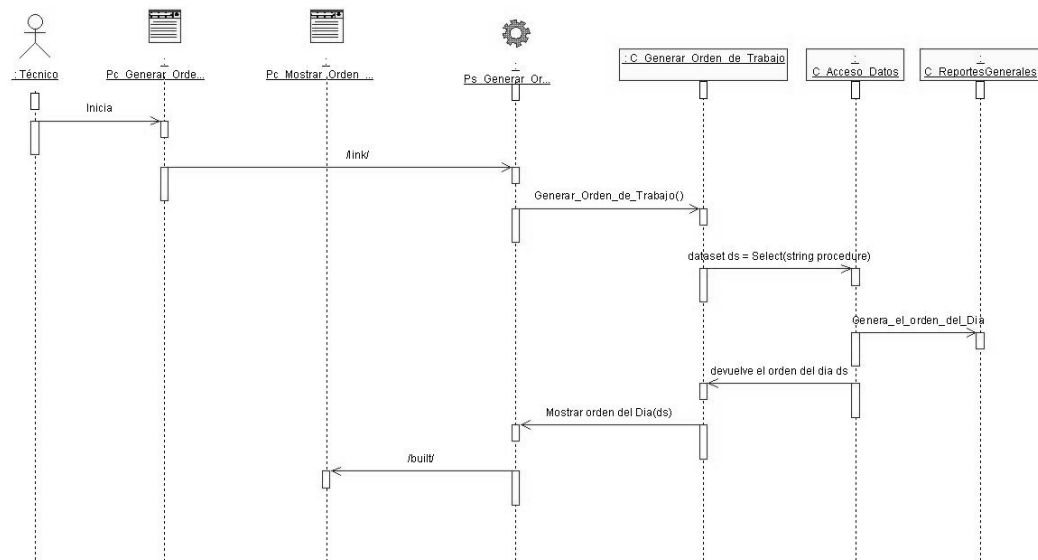 : Técnico
:
Pc_Generar_Orde...
:
Pc_Mostrar_Orden_...
:
Ps_Generar_Or...
: C_Generar_Orden_de_Trabajo
:
C_Acceso_Datos
:
C_ReportesGenerales
Inicia
/link/
Generar_Orden_de_Trabajo()
dataset ds = Select(string procedure)
Genera_el_orden_del_Dia
devuelve el orden del dia ds
Mostrar orden del Dia(ds)
/built/